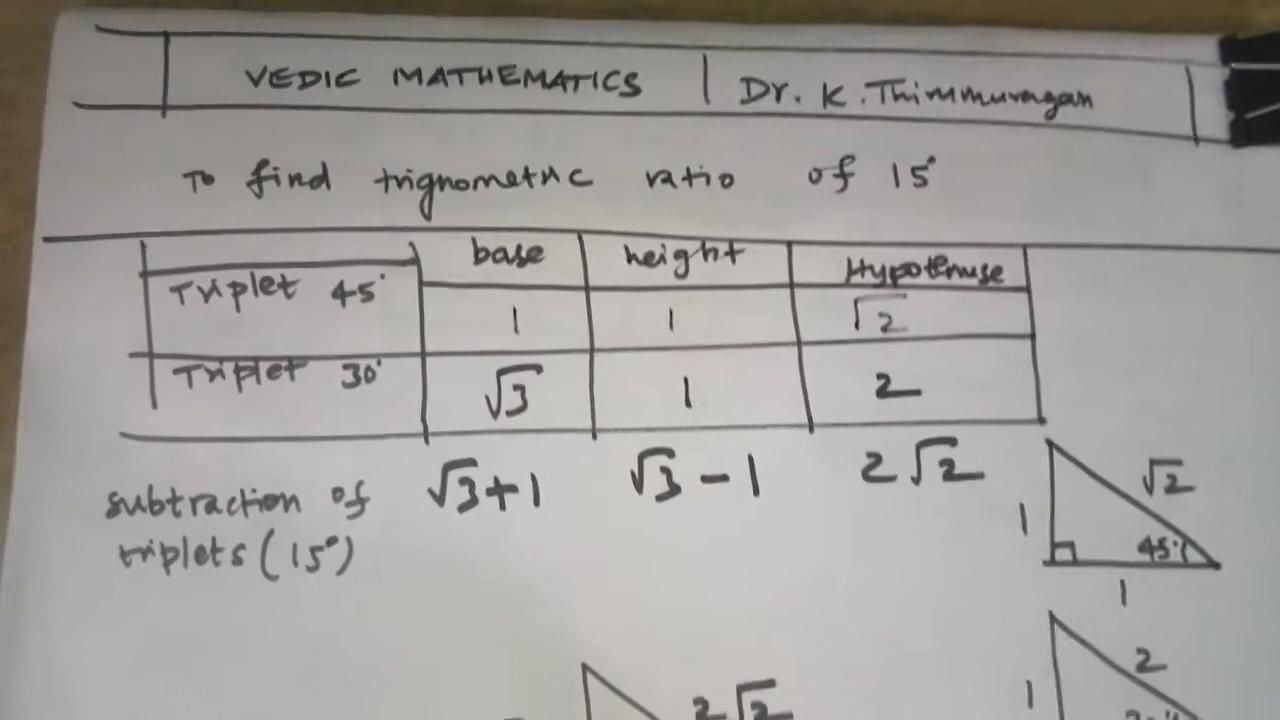 VEDIC MATHEMATICS | Dr. K. Thirumuragan
To find trignometric ratio of 15°
base height Hypotenuse
Triplet 45° 1 1 √2
Triplet 30° √3 1 2
subtraction of triplets (15°) √3+1 √3-1 2√2
√2
1
45°
1
2
1
2√2